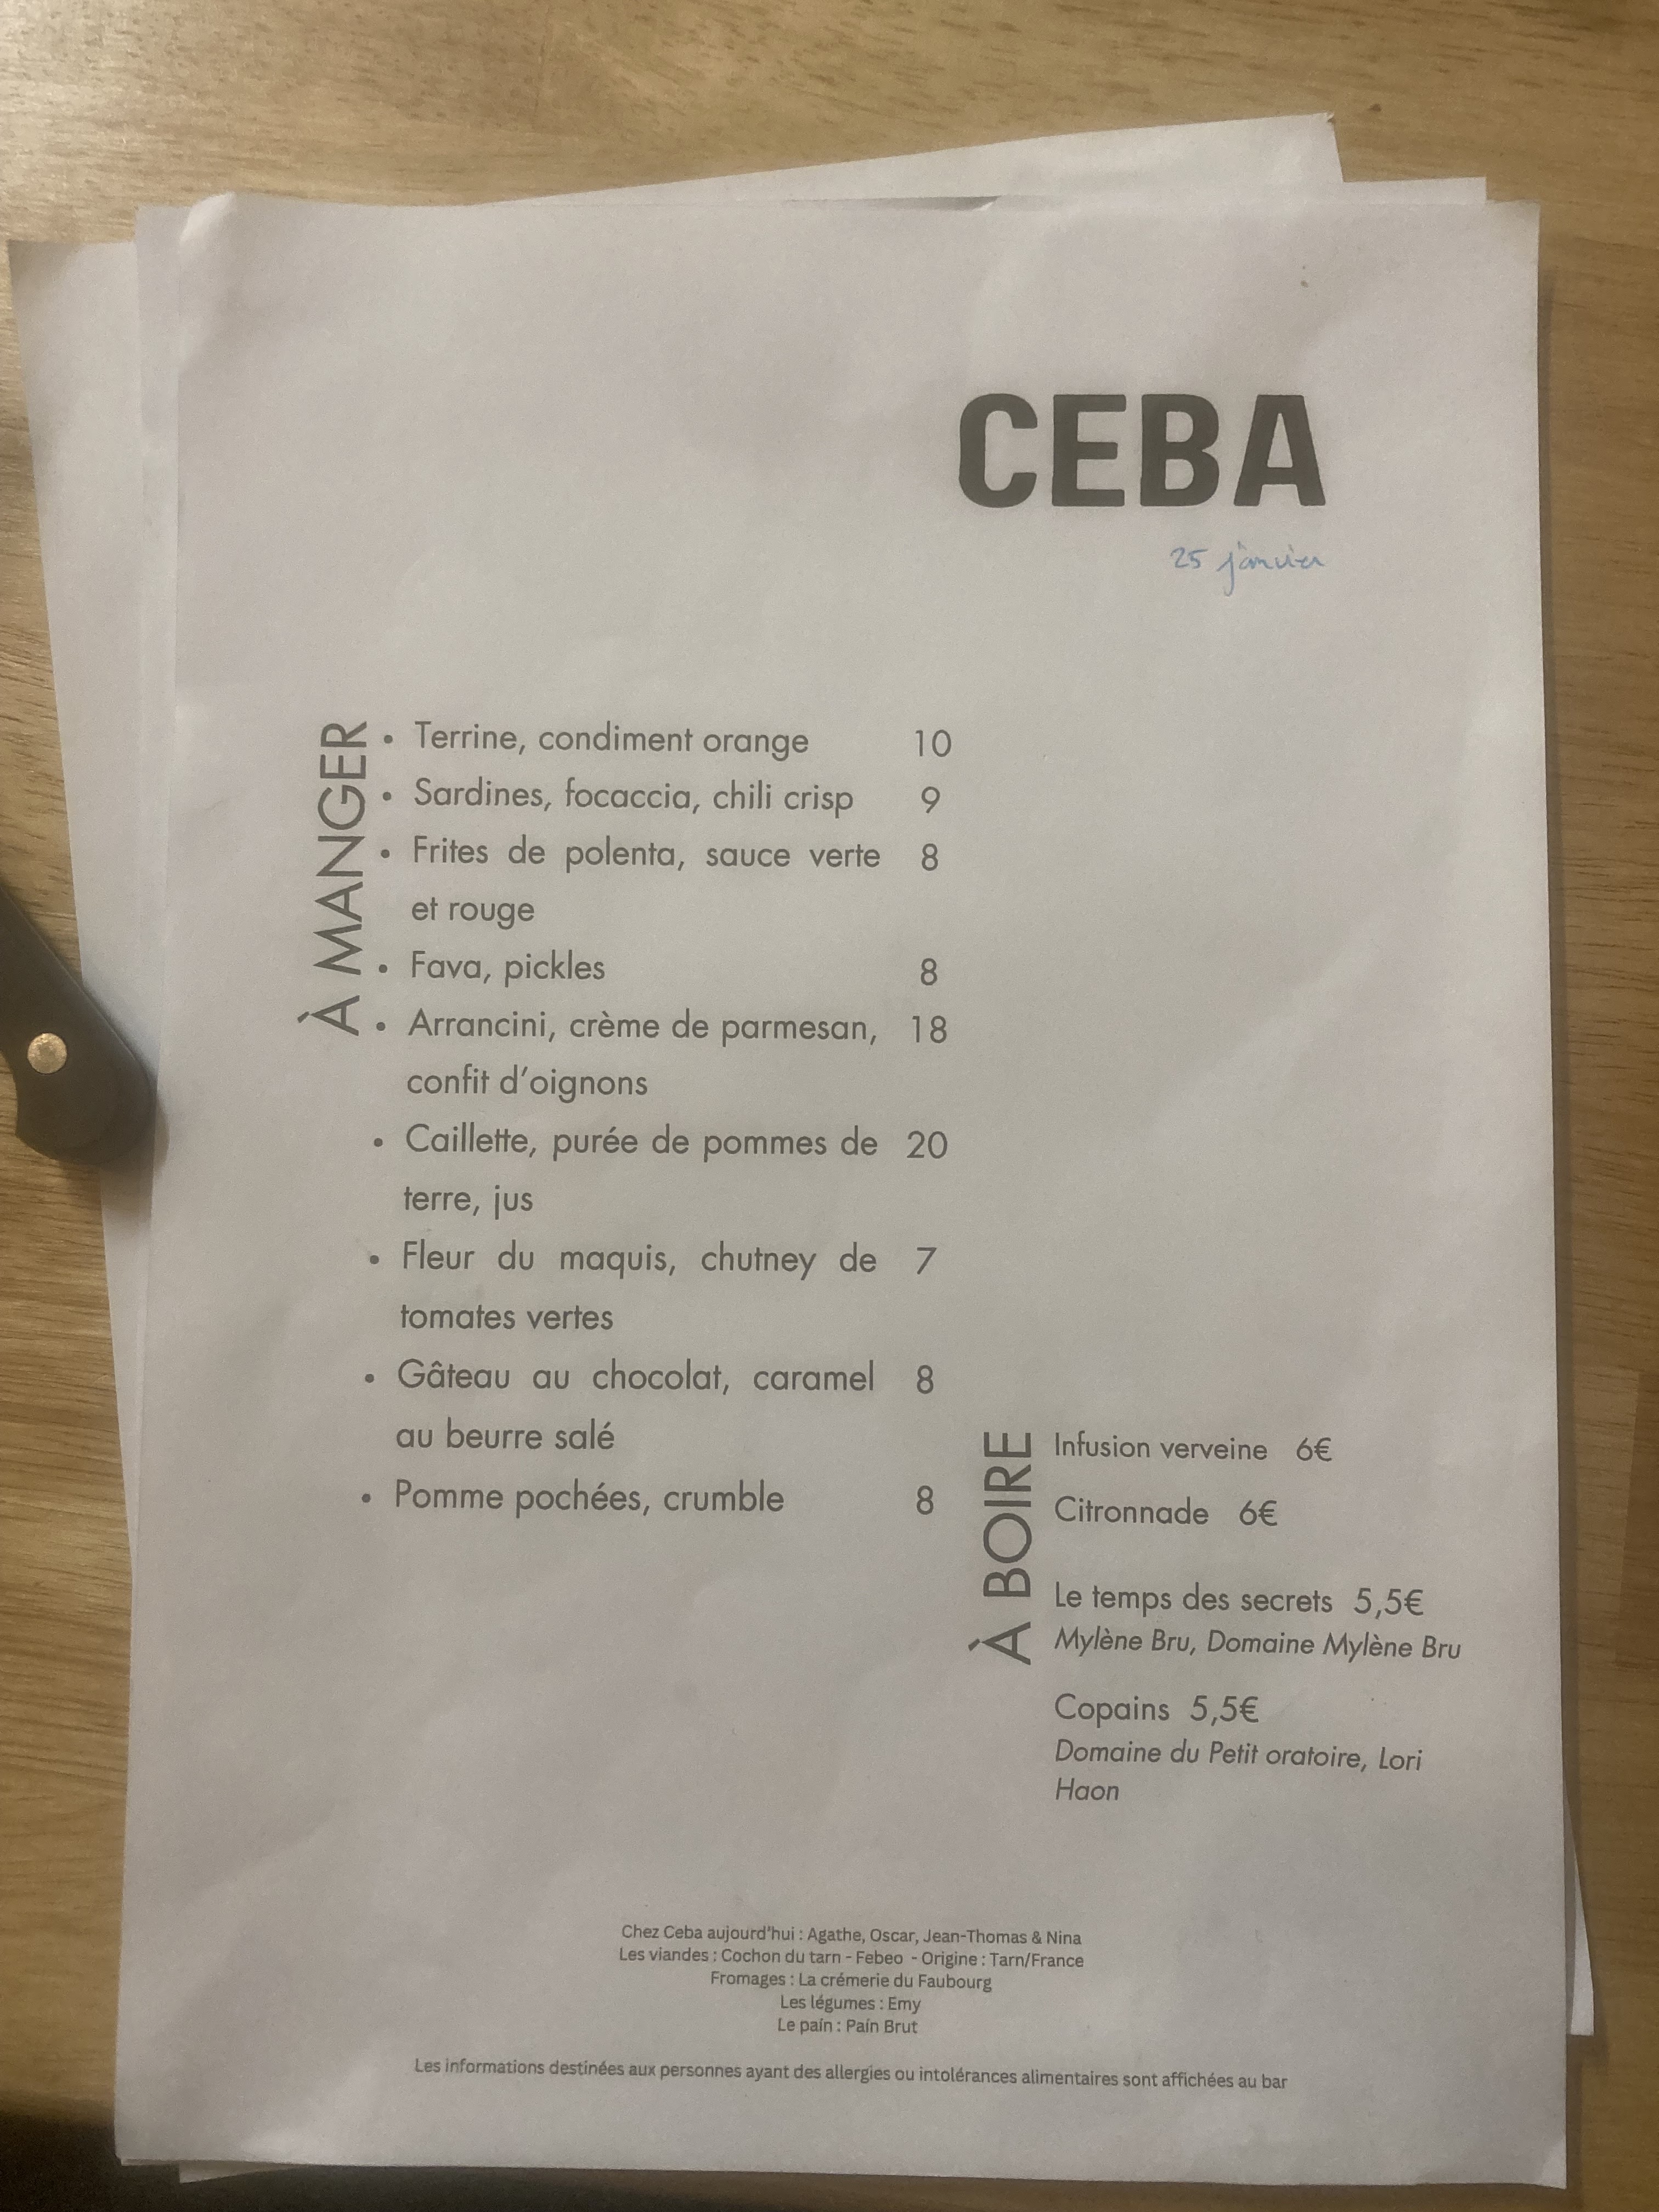 CEBA
25 janvier
À MANGER
• Terrine, condiment orange 10
• Sardines, focaccia, chili crisp 9
• Frites de polenta, sauce verte 8
et rouge
• Fava, pickles 8
• Arrancini, crème de parmesan, 18
confit d'oignons
• Caillette, purée de pommes de 20
terre, jus
• Fleur du maquis, chutney de 7
tomates vertes
• Gâteau au chocolat, caramel 8
au beurre salé
• Pomme pochées, crumble 8
À BOIRE
Infusion verveine 6€
Citronnade 6€
Le temps des secrets 5,5€
Mylène Bru, Domaine Mylène Bru
Copains 5,5€
Domaine du Petit oratoire, Lori
Haon
Chez Ceba aujourd'hui : Agathe, Oscar, Jean-Thomas & Nina
Les viandes : Cochon du tarn - Febeo - Origine : Tarn/France
Fromages : La crémerie du Faubourg
Les légumes : Emy
Le pain : Pain Brut
Les informations destinées aux personnes ayant des allergies ou intolérances alimentaires sont affichées au bar